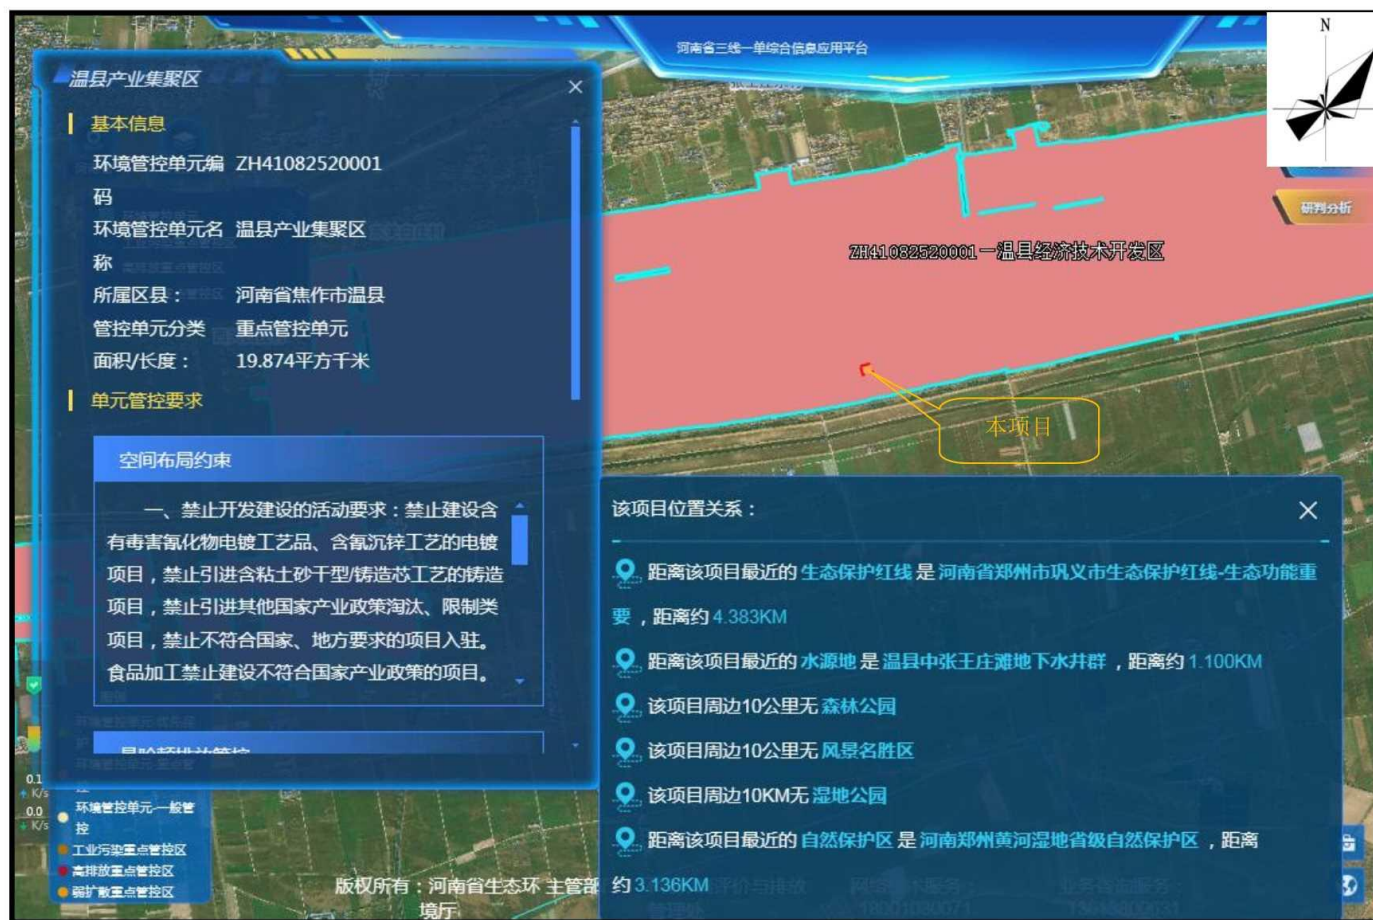 河南省三线一单综合信息应用平台
N
研判分析
温县产业集聚区
基本信息
环境管控单元编 ZH41082520001
码
环境管控单元名 温县产业集聚区
称
所属区县： 河南省焦作市温县
管控单元分类 重点管控单元
面积/长度： 19.874平方千米
单元管控要求
空间布局约束
一、禁止开发建设的活动要求：禁止建设含
有毒害氰化物电镀工艺品、含氰沉锌工艺的电镀
项目，禁止引进含粘土砂干型/铸造芯工艺的铸造
项目，禁止引进其他国家产业政策淘汰、限制类
项目，禁止不符合国家、地方要求的项目入驻。
食品加工禁止建设不符合国家产业政策的项目。
ZH41082520001-温县经济技术开发区
本项目
该项目位置关系：
距离该项目最近的 生态保护红线 是 河南省郑州市巩义市生态保护红线-生态功能重
要 ，距离约 4.383KM
距离该项目最近的 水源地 是 温县中张王庄滩地下水井群 ，距离约 1.100KM
该项目周边10公里无 森林公园
该项目周边10公里无 风景名胜区
该项目周边10KM无 湿地公园
距离该项目最近的 自然保护区 是 河南郑州黄河湿地省级自然保护区 ，距离
约 3.136KM
0.1
K/s
0.0
K/s
环境管控单元-一般管
控
工业污染重点管控区
高排放重点管控区
弱扩散重点管控区
版权所有：河南省生态环 主管部
境厅